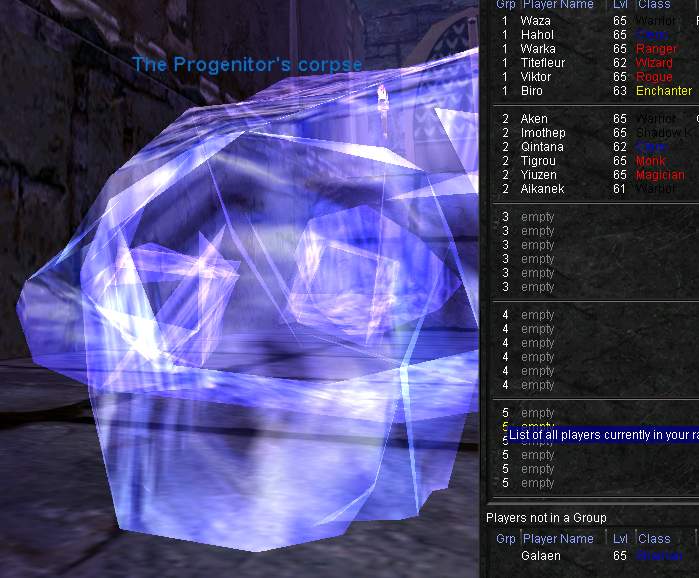 The Progenitor's corpse
Grp Player Name Lvl Class
1 Waza 65 Warrior
1 Hahol 65 Cleric
1 Warka 65 Ranger
1 Titefleur 62 Wizard
1 Viktor 65 Rogue
1 Biro 63 Enchanter
2 Aken 65 Warrior
2 Imothep 65 Shadow
2 Qintana 62 Cleric
2 Tigrou 65 Monk
2 Yiuzen 65 Magician
2 Aikanek 61 Warrior
3 empty
3 empty
3 empty
3 empty
3 empty
3 empty
4 empty
4 empty
4 empty
4 empty
4 empty
4 empty
5 empty
5 empty
5 List of all players currently in your ra
5 empty
5 empty
5 empty
Players not in a Group
Grp Player Name Lvl Class
Galaen 65 Shaman